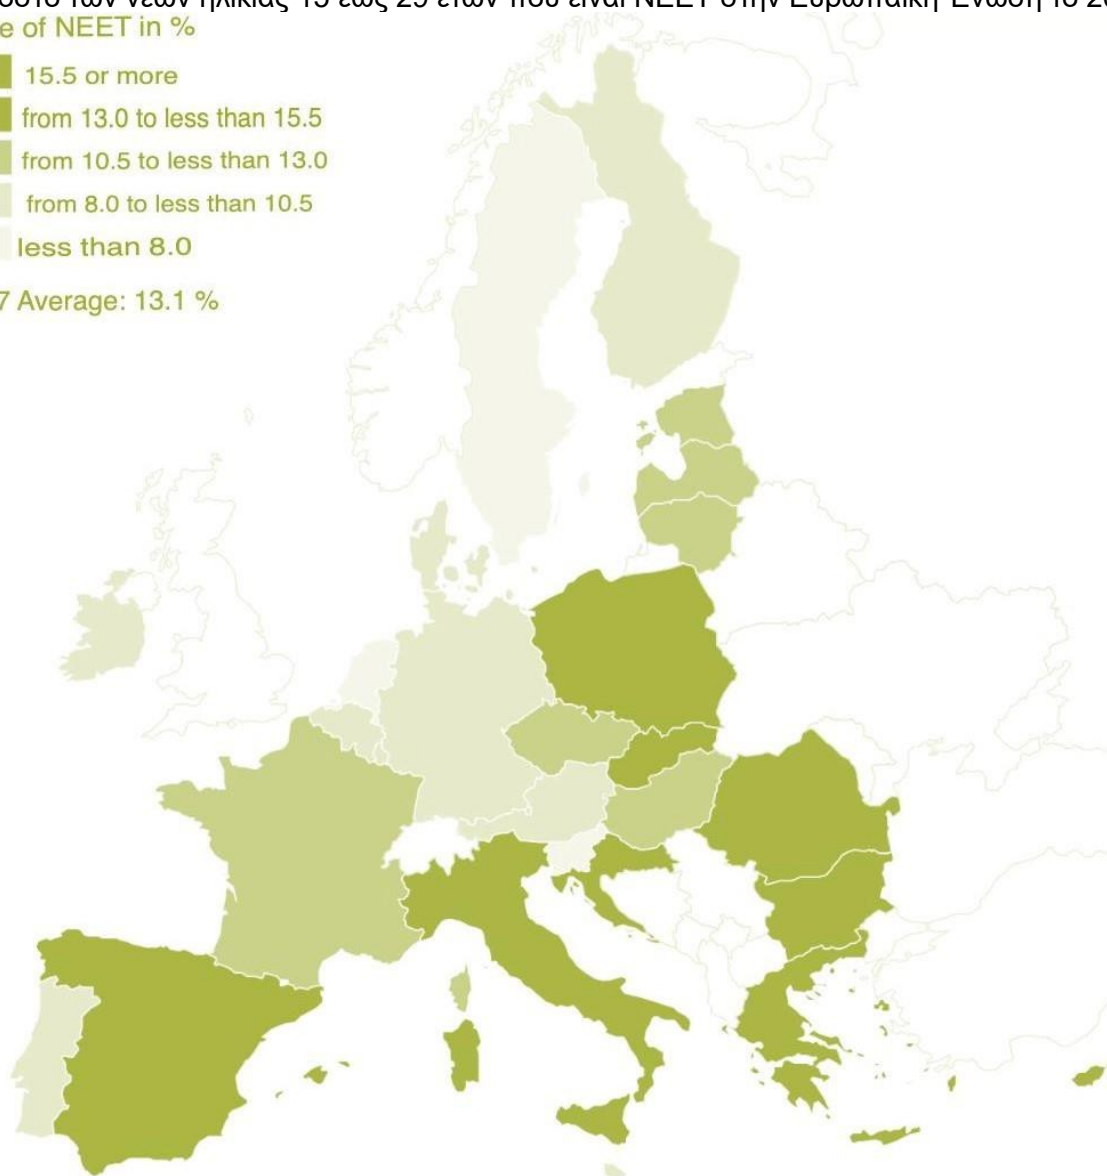 των νέων ηλικίας 15 έως 29 ετών που είναι NEET στην Ευρωπαϊκή Ένωση το
of NEET in %
15.5 or more
from 13.0 to less than 15.5
from 10.5 to less than 13.0
from 8.0 to less than 10.5
less than 8.0
7 Average: 13.1 %